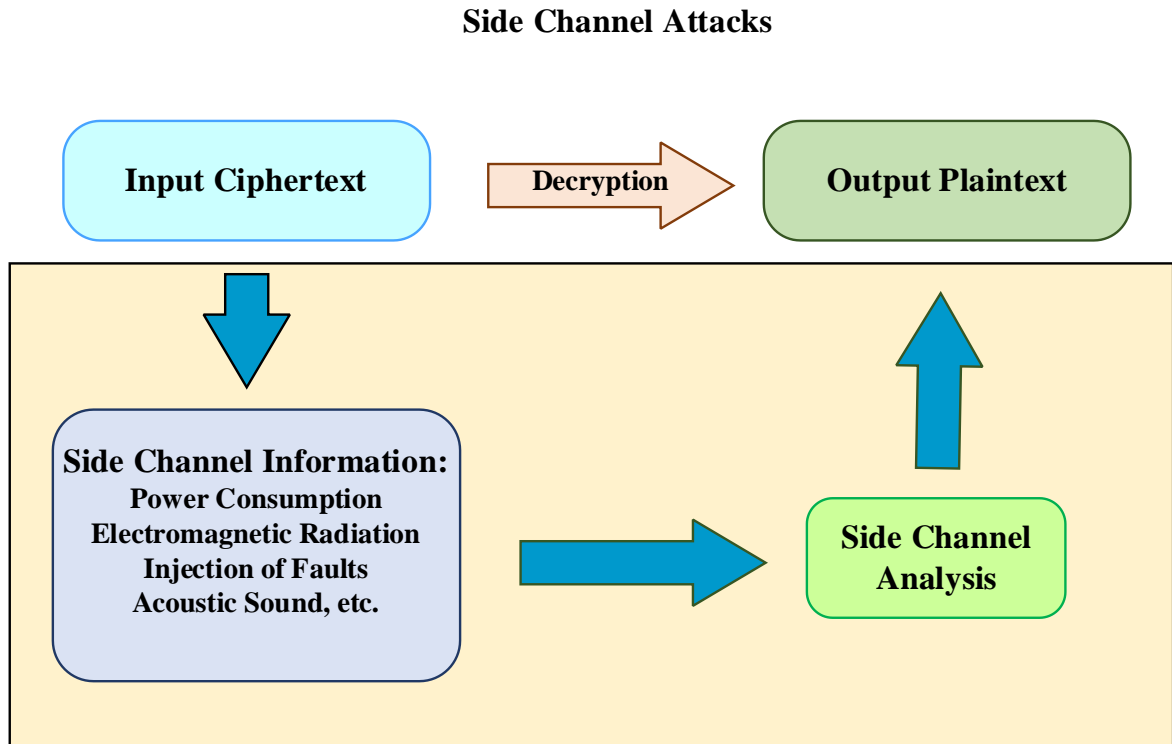 Side Channel Attacks
Input Ciphertext
Decryption
Output Plaintext
Side Channel Information:
Power Consumption
Electromagnetic Radiation
Injection of Faults
Acoustic Sound, etc.
Side Channel
Analysis